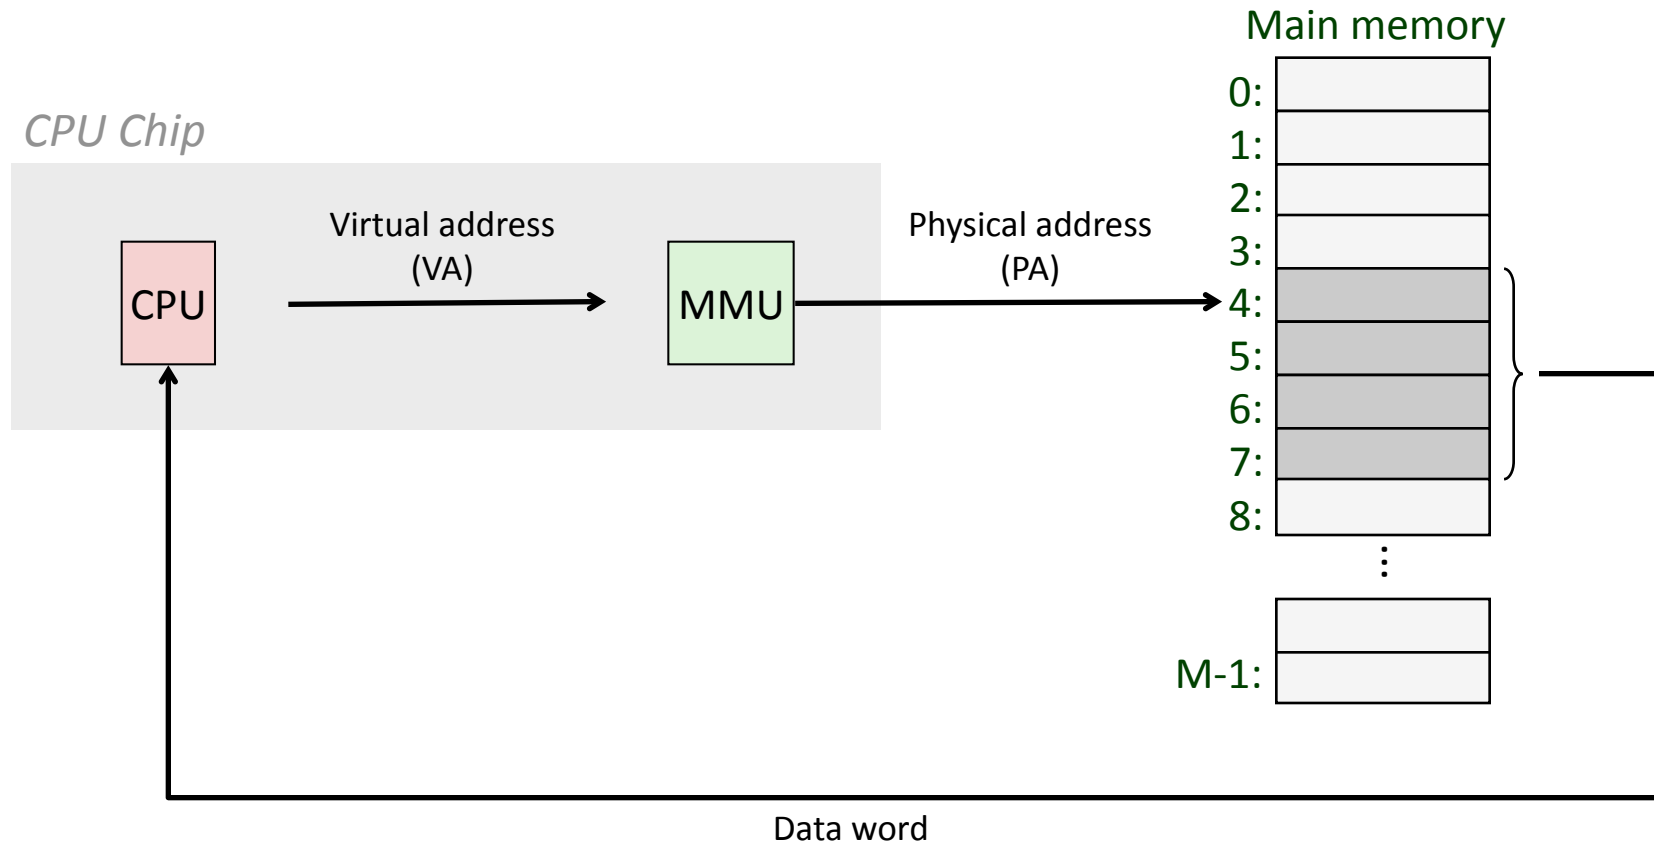 Main memory
0:
CPU Chip
1:
2:
Virtual address
(VA)
Physical address
(PA)
3:
CPU
MMU
4:
5:
6:
7:
8:
...
M-1:
Data word